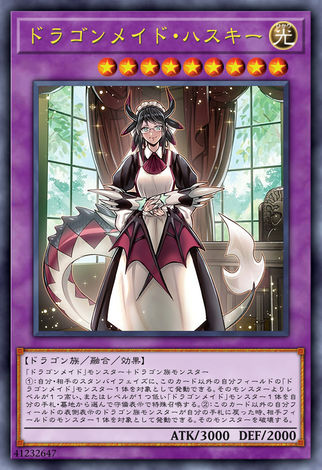 ドラゴンメイド・ハスキー
光
【ドラゴン族／融合／効果】
「ドラゴンメイド」モンスター＋ドラゴン族モンスター
①：自分・相手のスタンバイフェイズに、このカード以外の自分フィールドの「ド
ラゴンメイド」モンスター１体を対象として発動できる。そのモンスターよりレ
ベルが１つ高い、またはレベルが１つ低い「ドラゴンメイド」モンスター１体を自
分の手札・墓地から選んで守備表示で特殊召喚する。②：このカード以外の自分フ
ィールドの表側表示のドラゴン族モンスターが自分の手札に戻った時、相手フィ
ールドのモンスター１体を対象として発動できる。そのモンスターを破壊する。
ATK/3000 DEF/2000
41232647